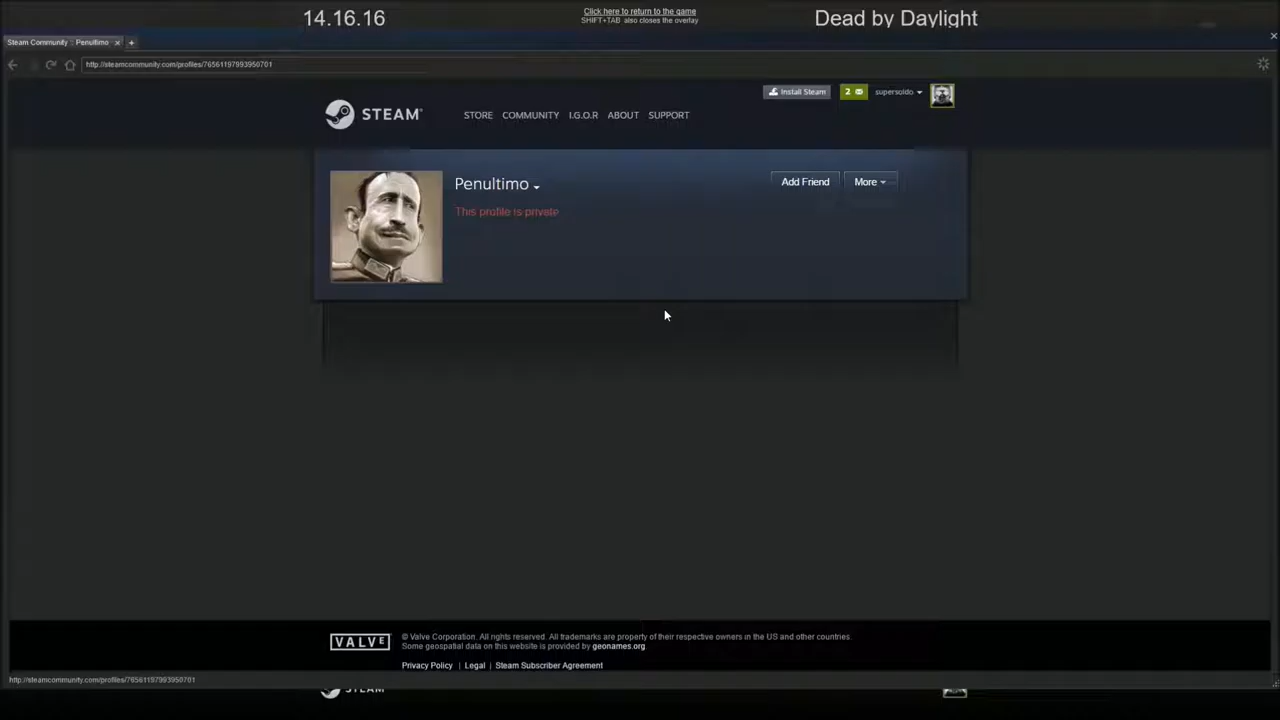 14.16.16
Click here to return to the game
SHIFT+TAB also closes the overlay
Dead by Daylight
Steam Community :: Penultimo
http://steamcommunity.com/profiles/76561197993950701
Install Steam
2
supersoldo
STEAM
STORE COMMUNITY I.G.O.R ABOUT SUPPORT
Penultimo
This profile is private
Add Friend
More
VALVE
© Valve Corporation. All rights reserved. All trademarks are property of their respective owners in the US and other countries.
Some geospatial data on this website is provided by geonames.org.
Privacy Policy | Legal | Steam Subscriber Agreement
http://steamcommunity.com/profiles/76561197993950701
STEAM